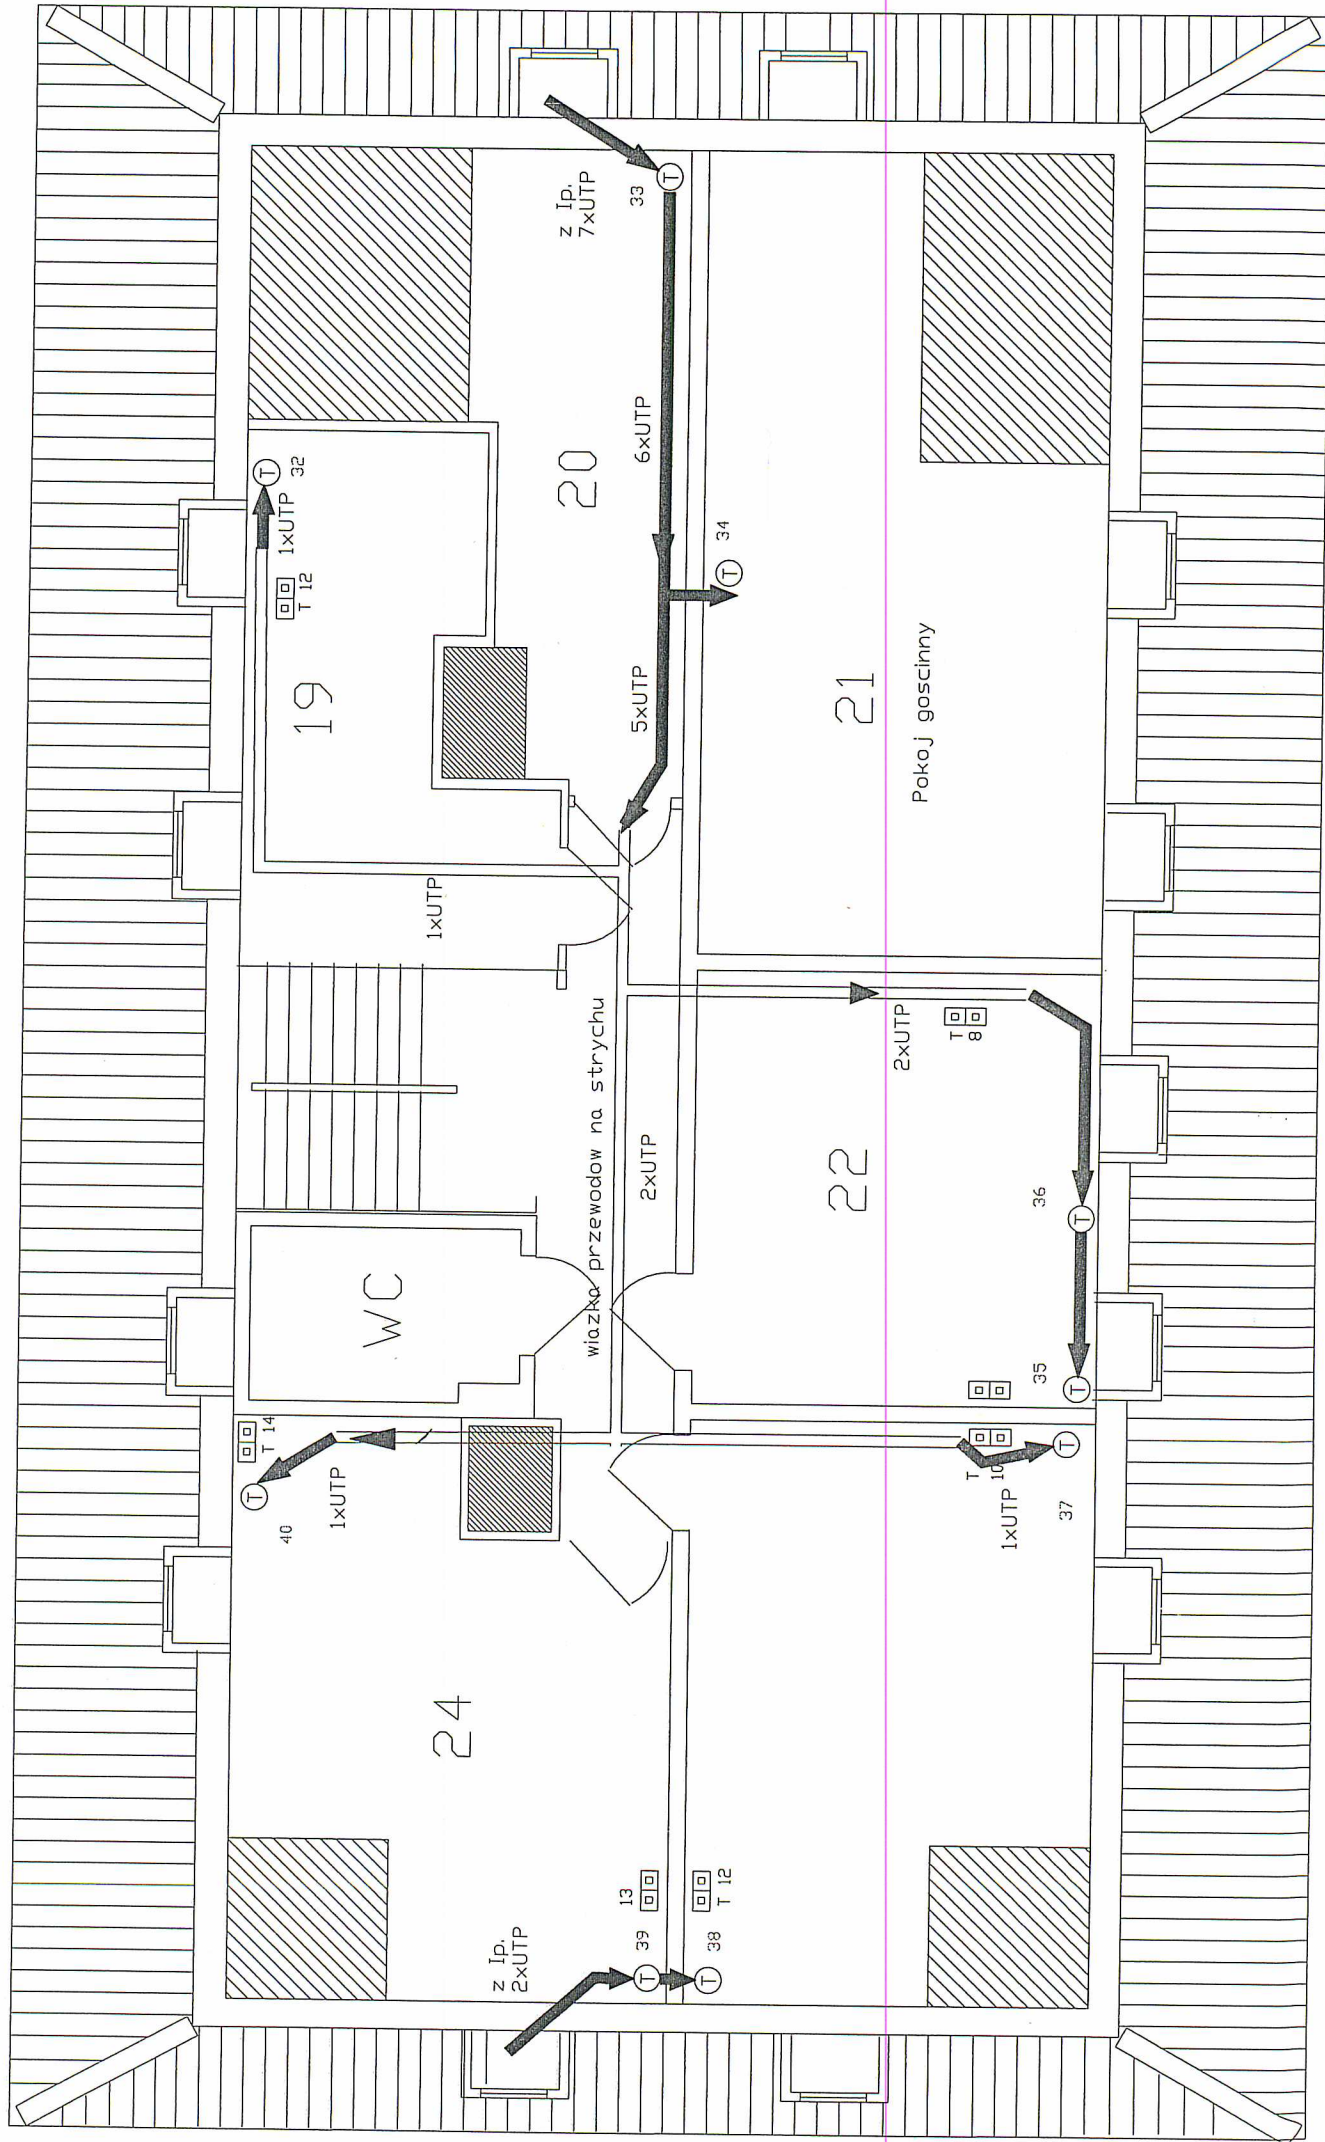 z Ip.
7xUTP
33
T
6xUTP
20
T
32
1xUTP
T 12
34
T
19
5xUTP
21
Pokoj goscinny
1xUTP
wiazka przewodow na strychu
2xUTP
2xUTP
T
8
22
36
T
WC
35
T
T 14
T
40
1xUTP
T
10
T
1xUTP
37
24
13
T 12
z Ip.
2xUTP
39
T
38
T